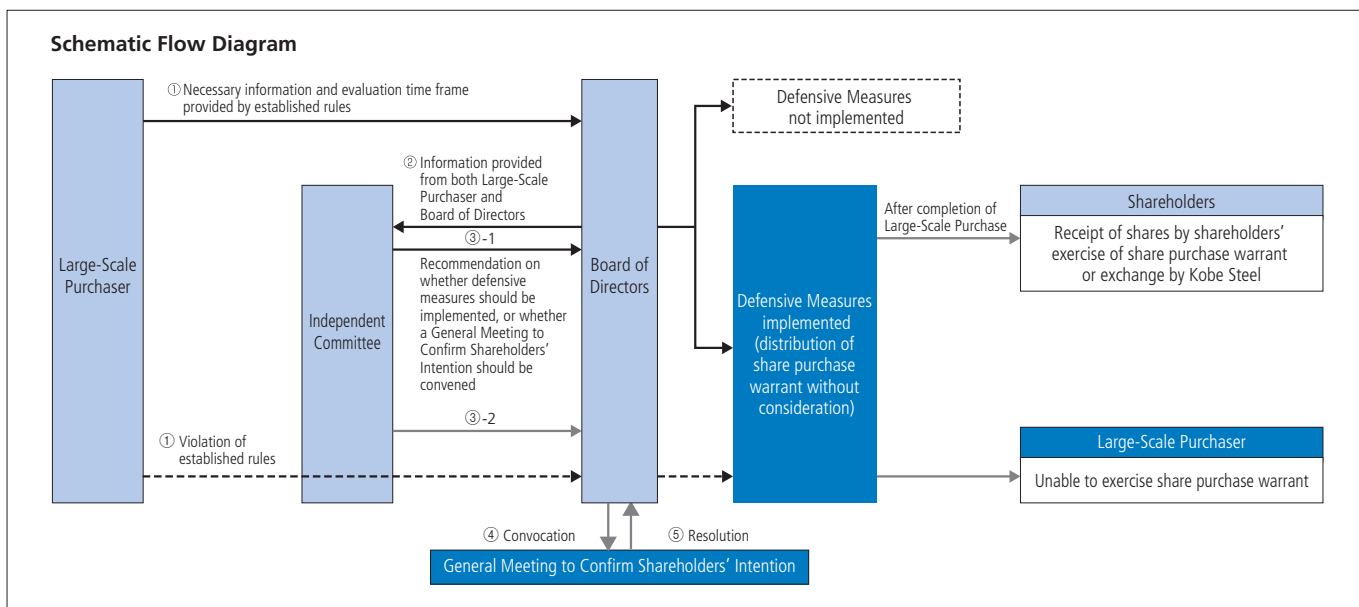 Schematic Flow Diagram
① Necessary information and evaluation time frame
provided by established rules
Defensive Measures
not implemented
② Information provided
from both Large-Scale
Purchaser and
Board of Directors
③-1
Recommendation on
whether defensive
measures should be
implemented, or whether
a General Meeting to
Confirm Shareholders'
Intention should be
convened
③-2
Large-Scale
Purchaser
Independent
Committee
Board of
Directors
Defensive Measures
implemented
(distribution of
share purchase
warrant without
consideration)
After completion of
Large-Scale Purchase
Shareholders
Receipt of shares by shareholders'
exercise of share purchase warrant
or exchange by Kobe Steel
① Violation of
established rules
Large-Scale Purchaser
Unable to exercise share purchase warrant
④ Convocation
⑤ Resolution
General Meeting to Confirm Shareholders' Intention